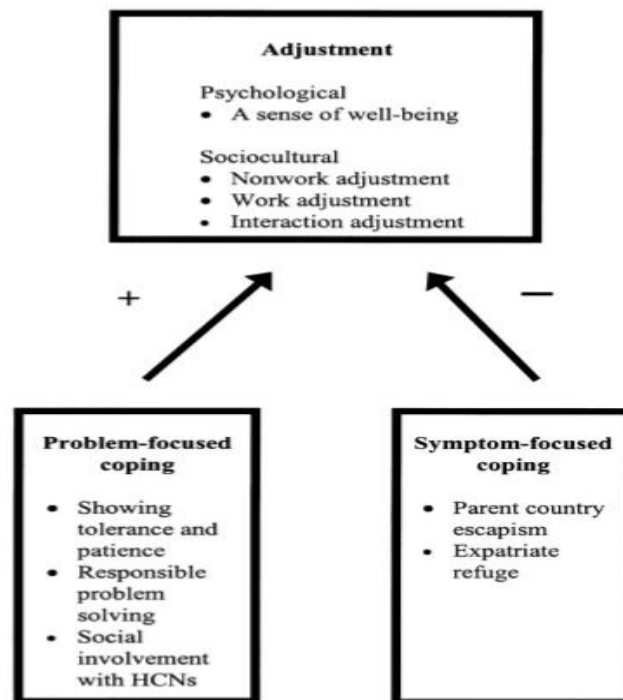 Adjustment
Psychological
• A sense of well-being
Sociocultural
• Nonwork adjustment
• Work adjustment
• Interaction adjustment
+
—
Problem-focused
coping
• Showing
tolerance and
patience
• Responsible
problem
solving
• Social
involvement
with HCNs
Symptom-focused
coping
• Parent country
escapism
• Expatriate
refuge